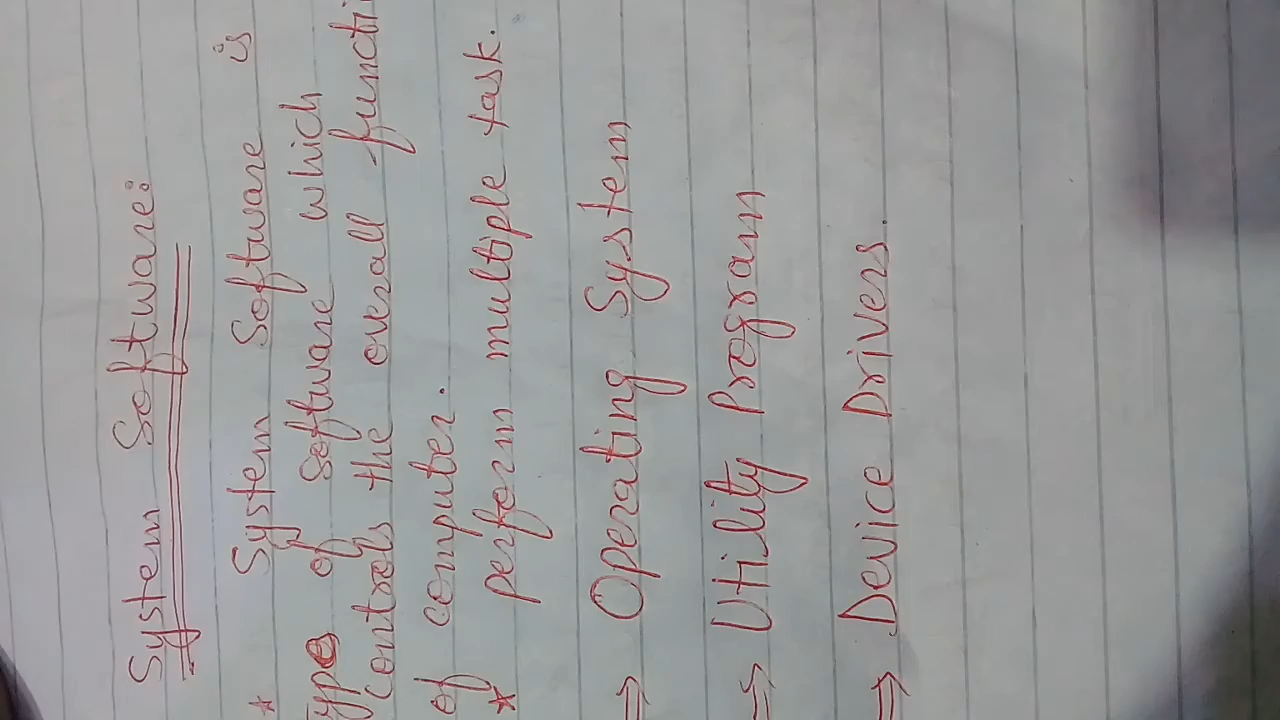 System Software:
* System Software is
Type of Software which
Controls the overall functi
of computer.
* perform multiple task.
⇒ Operating System
⇒ Utility Program
⇒ Device Drivers.